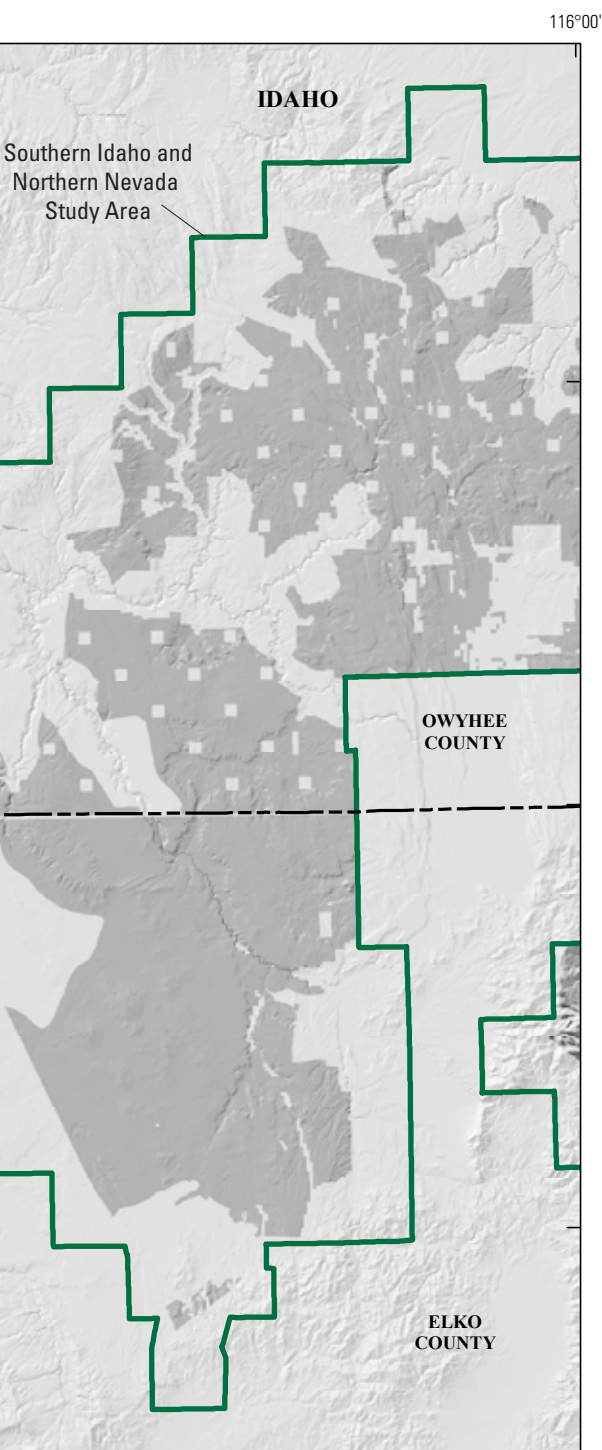 116°00'
IDAHO
Southern Idaho and
Northern Nevada
Study Area
OWYHEE
COUNTY
ELKO
COUNTY